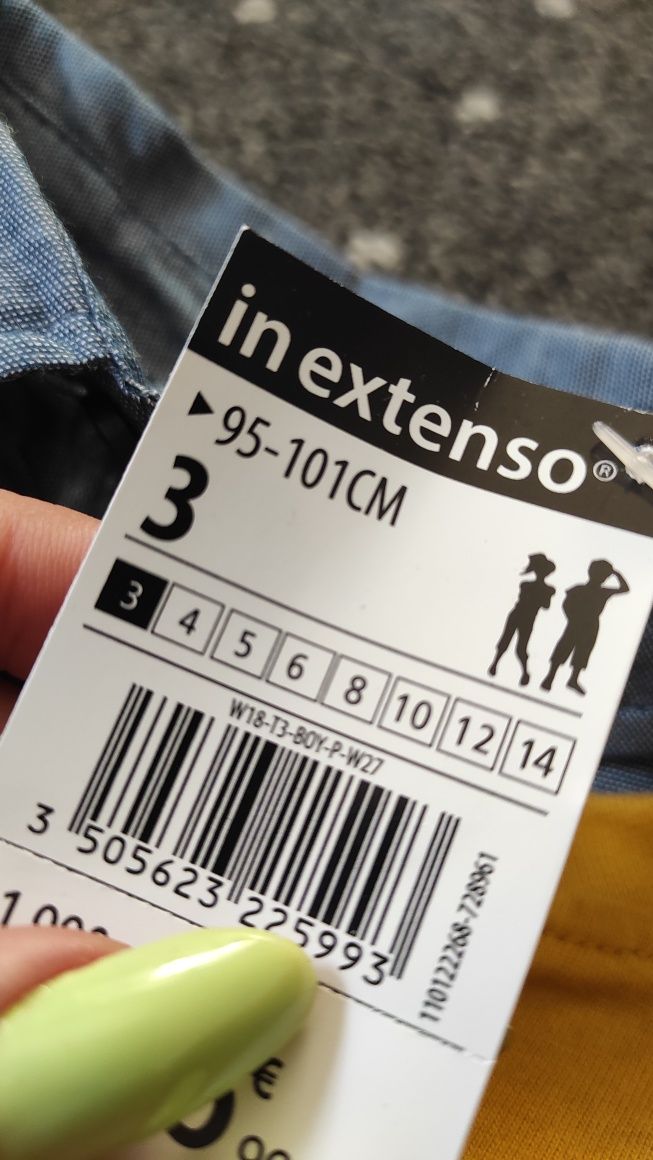 in extenso®
▶95-101CM
3
3 4 5 6 8 10 12 14
W18-T3-BOY-P-W27
3 505623 225993
110122268-728961
€